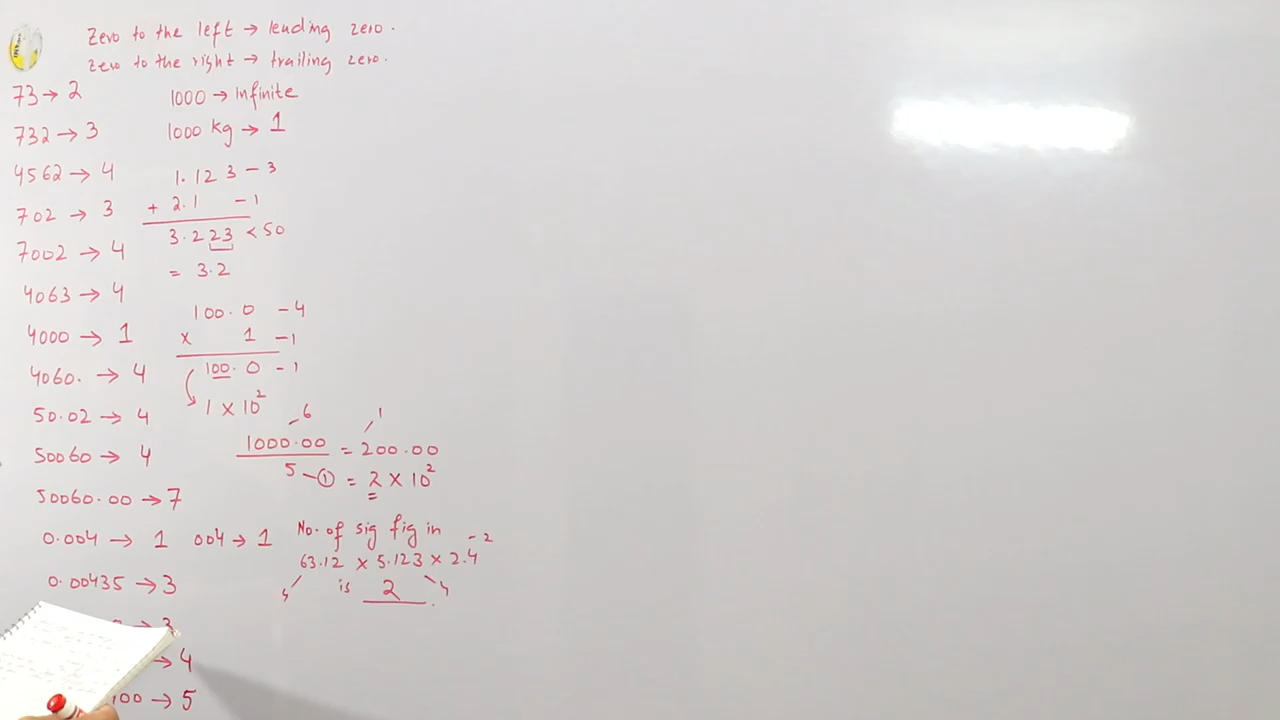 Zero to the left → leading zero.
Zero to the right → trailing zero.
73 → 2
732 → 3
4562 → 4
702 → 3
7002 → 4
4063 → 4
4000 → 1
4060. → 4
50.02 → 4
50060 → 4
50060.00 → 7
0.004 → 1 004 → 1
0.00435 → 3
→ 3
→ 4
100 → 5
1000 → Infinite
1000 kg → 1
1.123 - 3
+ 2.1 - 1
3.223 < 50
= 3.2
100.0 - 4
x 1 - 1
100.0 - 1
1 x 10²
6 1
1000.00 = 200.00
5 - ① = 2 x 10²
No. of sig fig in
- 2
63.12 x 5.123 x 2.4
is 2 .